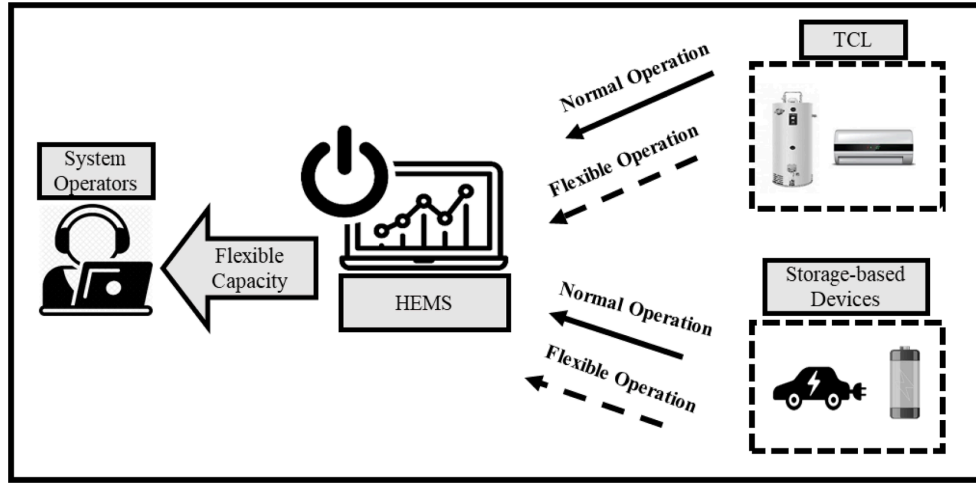 TCL
Normal Operation
Flexible Operation
System
Operators
Flexible
Capacity
HEMS
Storage-based
Devices
Normal Operation
Flexible Operation